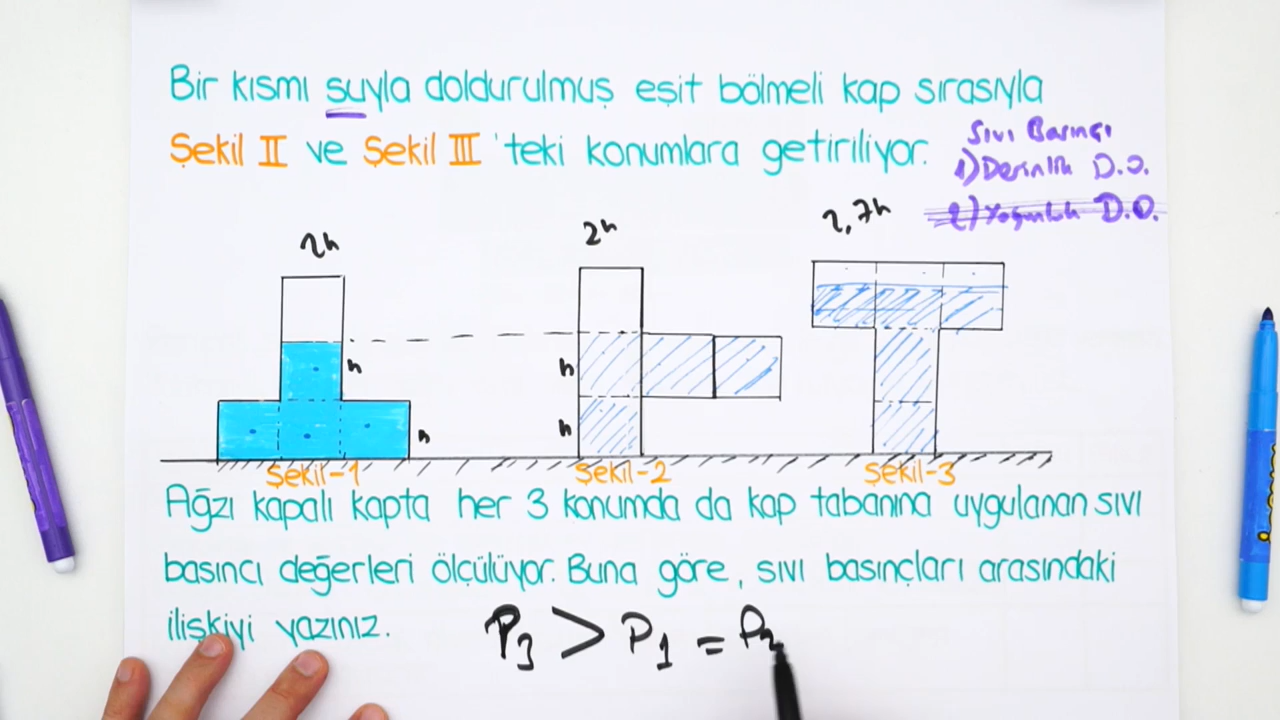 Bir kısmı suyla doldurulmuş eşit bölmeli kap sırasıyla
Şekil II ve Şekil III 'teki konumlara getiriliyor.
Sıvı Basıncı
1) Derinlik D.O.
2) Yoğunluk D.O.
2h
2h
2,7h
h
h
h
h
Şekil-1
Şekil-2
Şekil-3
Ağzı kapalı kapta her 3 konumda da kap tabanına uygulanan sıvı
basıncı değerleri ölçülüyor. Buna göre, sıvı basınçları arasındaki
ilişkiyi yazınız.
P3 > P1 = P2